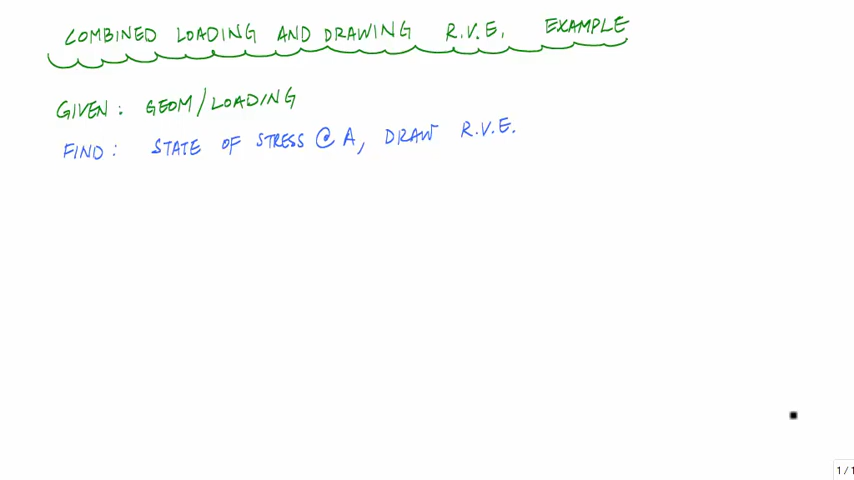 COMBINED LOADING AND DRAWING R.V.E. EXAMPLE
GIVEN: GEOM/LOADING
FIND: STATE OF STRESS @ A, DRAW R.V.E.
1/1